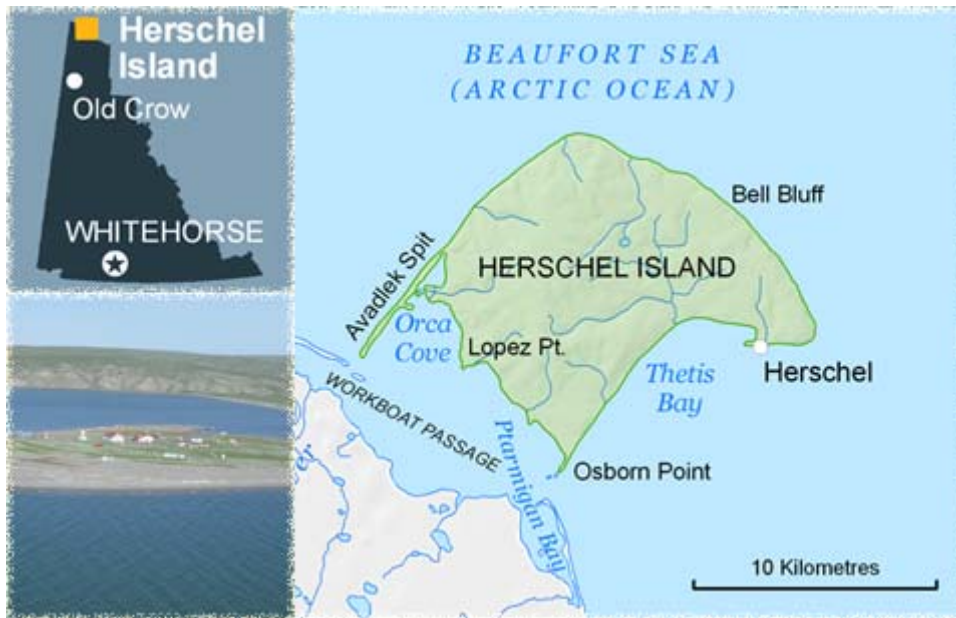 Herschel
Island
Old Crow
WHITEHORSE
BEAUFORT SEA
(ARCTIC OCEAN)
Bell Bluff
HERSCHEL ISLAND
Avadlek Spit
Orca
Cove
Lopez Pt.
Thetis
Bay
Herschel
WORKBOAT PASSAGE
Ptarmigan Bay
Osborn Point
10 Kilometres